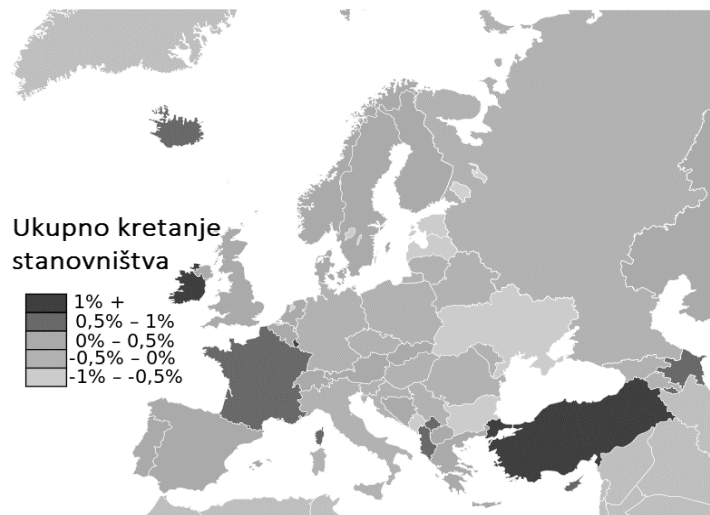 Ukupno kretanje
stanovništva
1% +
0,5% – 1%
0% – 0,5%
-0,5% – 0%
-1% – -0,5%